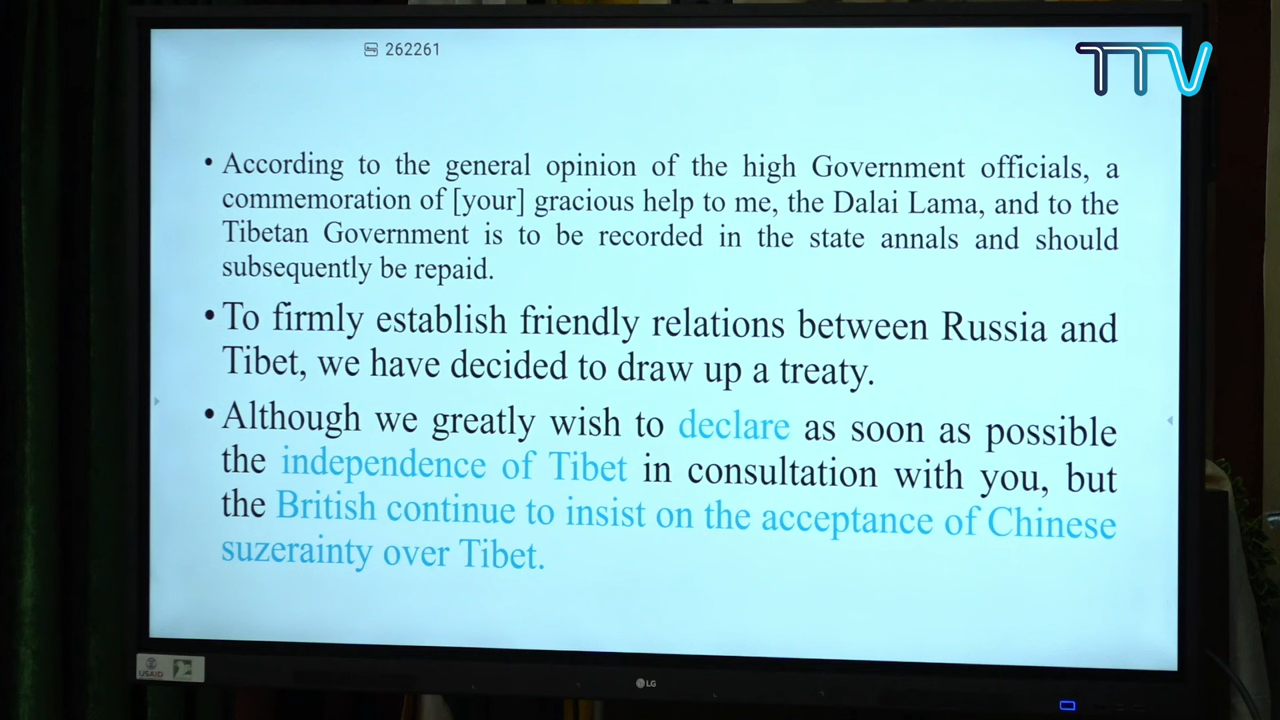 262261
TTV
• According to the general opinion of the high Government officials, a
commemoration of [your] gracious help to me, the Dalai Lama, and to the
Tibetan Government is to be recorded in the state annals and should
subsequently be repaid.
• To firmly establish friendly relations between Russia and
Tibet, we have decided to draw up a treaty.
• Although we greatly wish to declare as soon as possible
the independence of Tibet in consultation with you, but
the British continue to insist on the acceptance of Chinese
suzerainty over Tibet.
USAID
LG